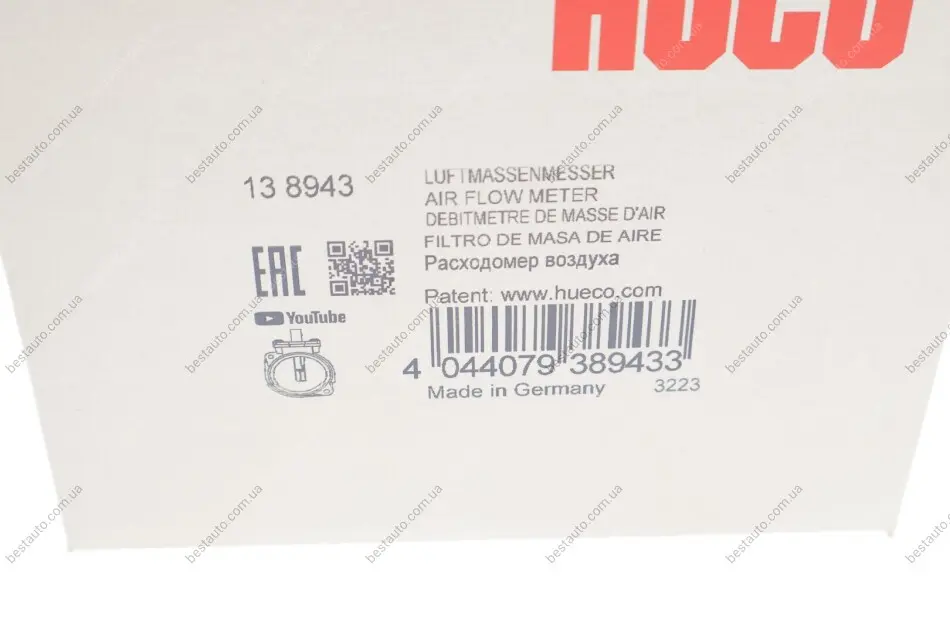 HÜCO
13 8943
LUFTMASSENMESSER
AIR FLOW METER
DEBITMETRE DE MASSE D'AIR
FILTRO DE MASA DE AIRE
Расходомер воздуха
EAC
Patent: www.hueco.com
YouTube
4 044079 389433
Made in Germany 3223
bestauto.com.ua